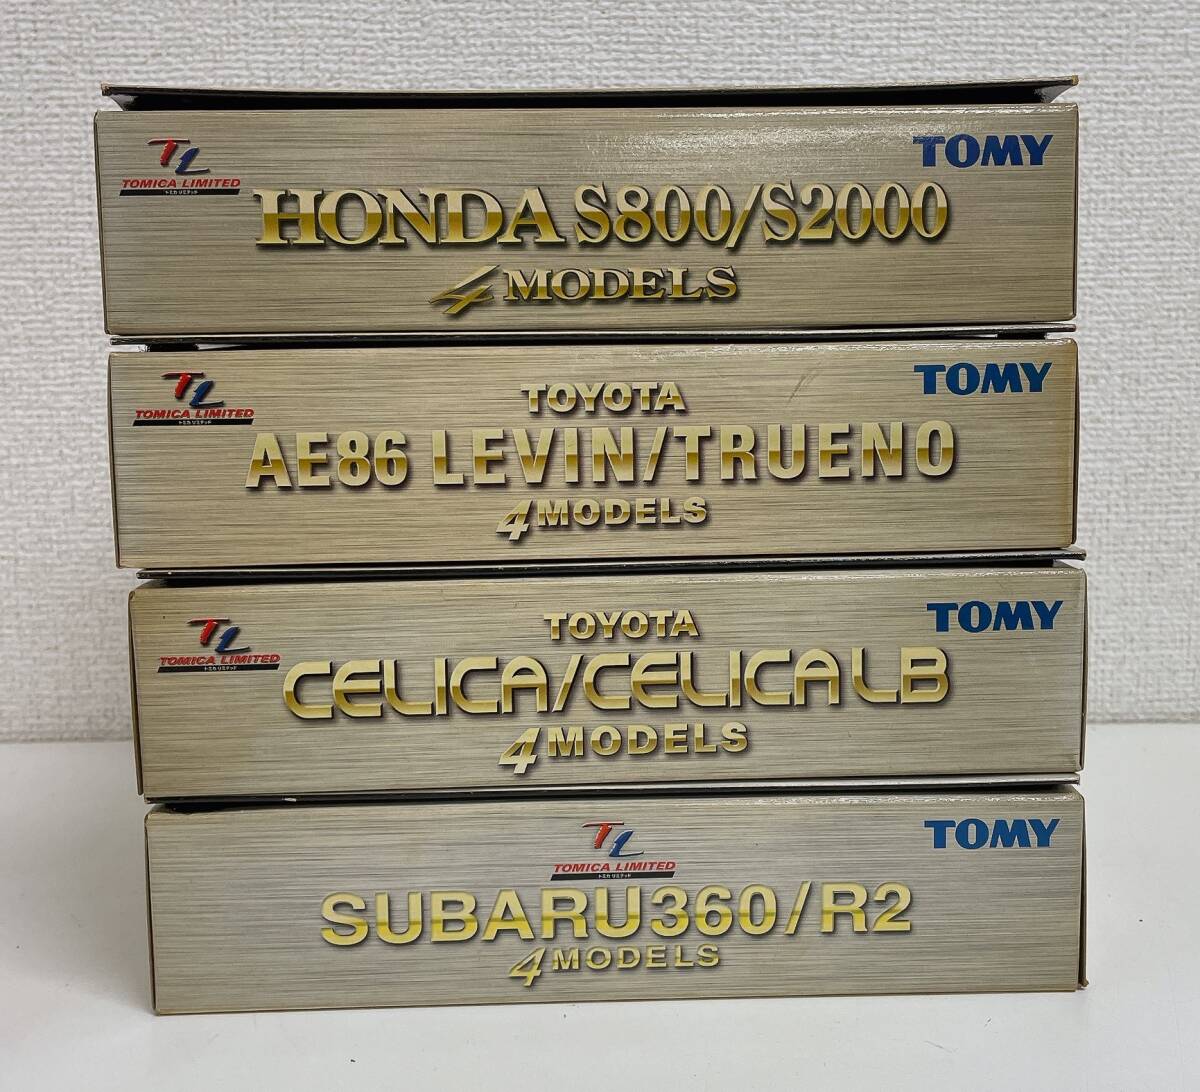 TL
TOMICA LIMITED
トミカ リミテッド
TOMY
HONDA S800/S2000
4 MODELS
TL
TOMICA LIMITED
トミカ リミテッド
TOMY
TOYOTA
AE86 LEVIN/TRUENO
4 MODELS
TL
TOMICA LIMITED
トミカ リミテッド
TOMY
TOYOTA
CELICA/CELICA LB
4 MODELS
TL
TOMICA LIMITED
トミカ リミテッド
TOMY
SUBARU360/R2
4 MODELS